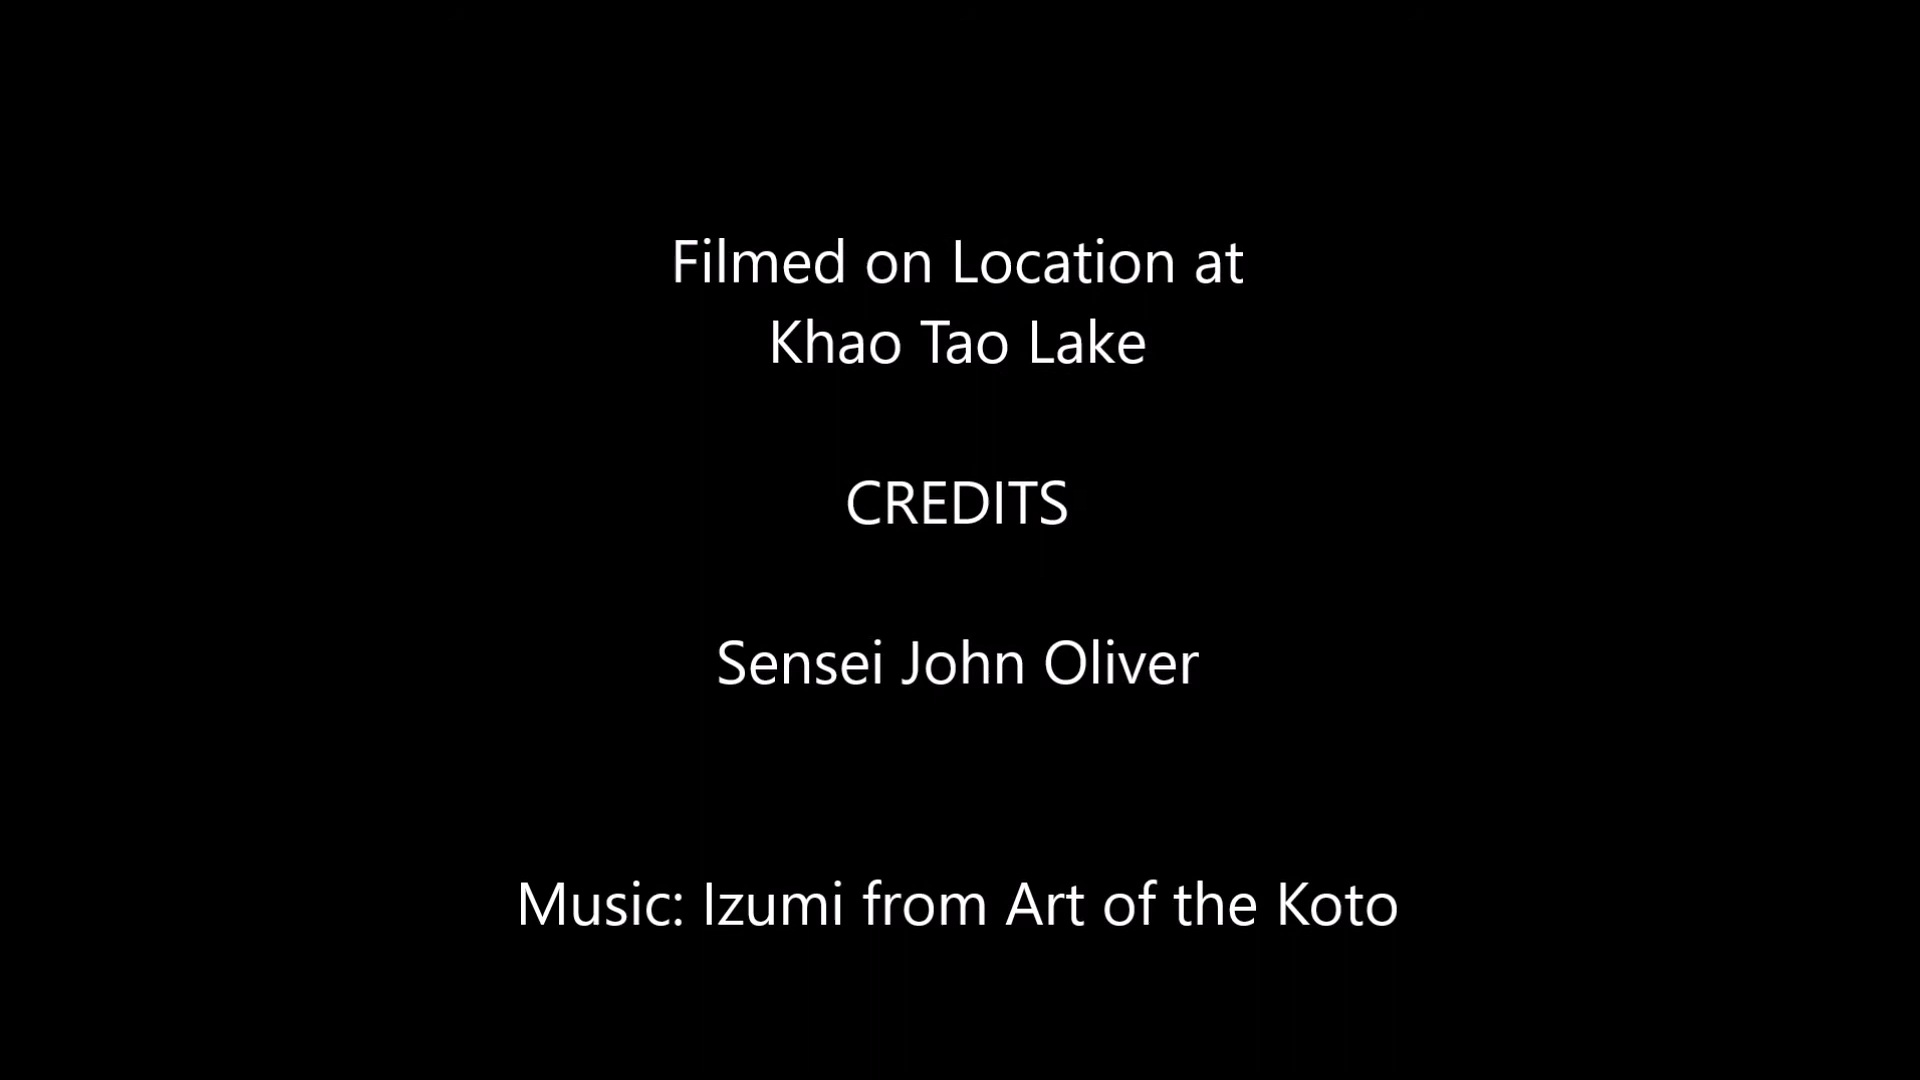 Filmed on Location at
Khao Tao Lake
CREDITS
Sensei John Oliver
Music: Izumi from Art of the Koto